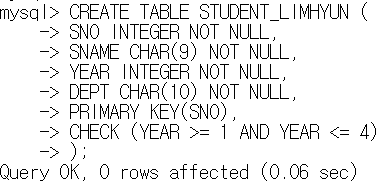 mysql> CREATE TABLE STUDENT_LIMHYUN (
-> SNO INTEGER NOT NULL,
-> SNAME CHAR(9) NOT NULL,
-> YEAR INTEGER NOT NULL,
-> DEPT CHAR(10) NOT NULL,
-> PRIMARY KEY(SNO),
-> CHECK (YEAR >= 1 AND YEAR <= 4)
-> );
Query OK, 0 rows affected (0.06 sec)